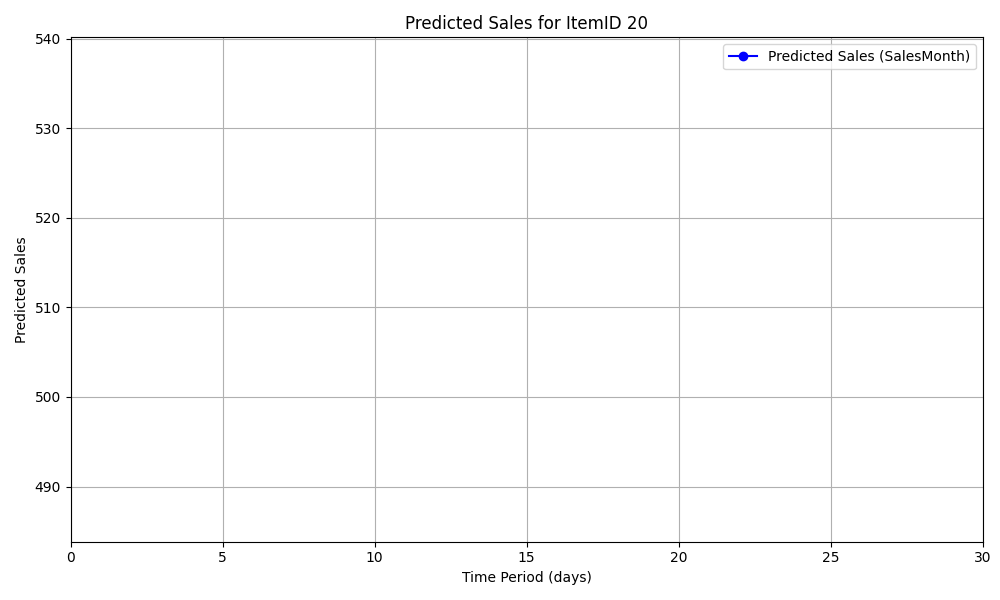 Predicted Sales for ItemID 20
Predicted Sales (SalesMonth)
540
530
520
510
500
490
Predicted Sales
0 5 10 15 20 25 30
Time Period (days)